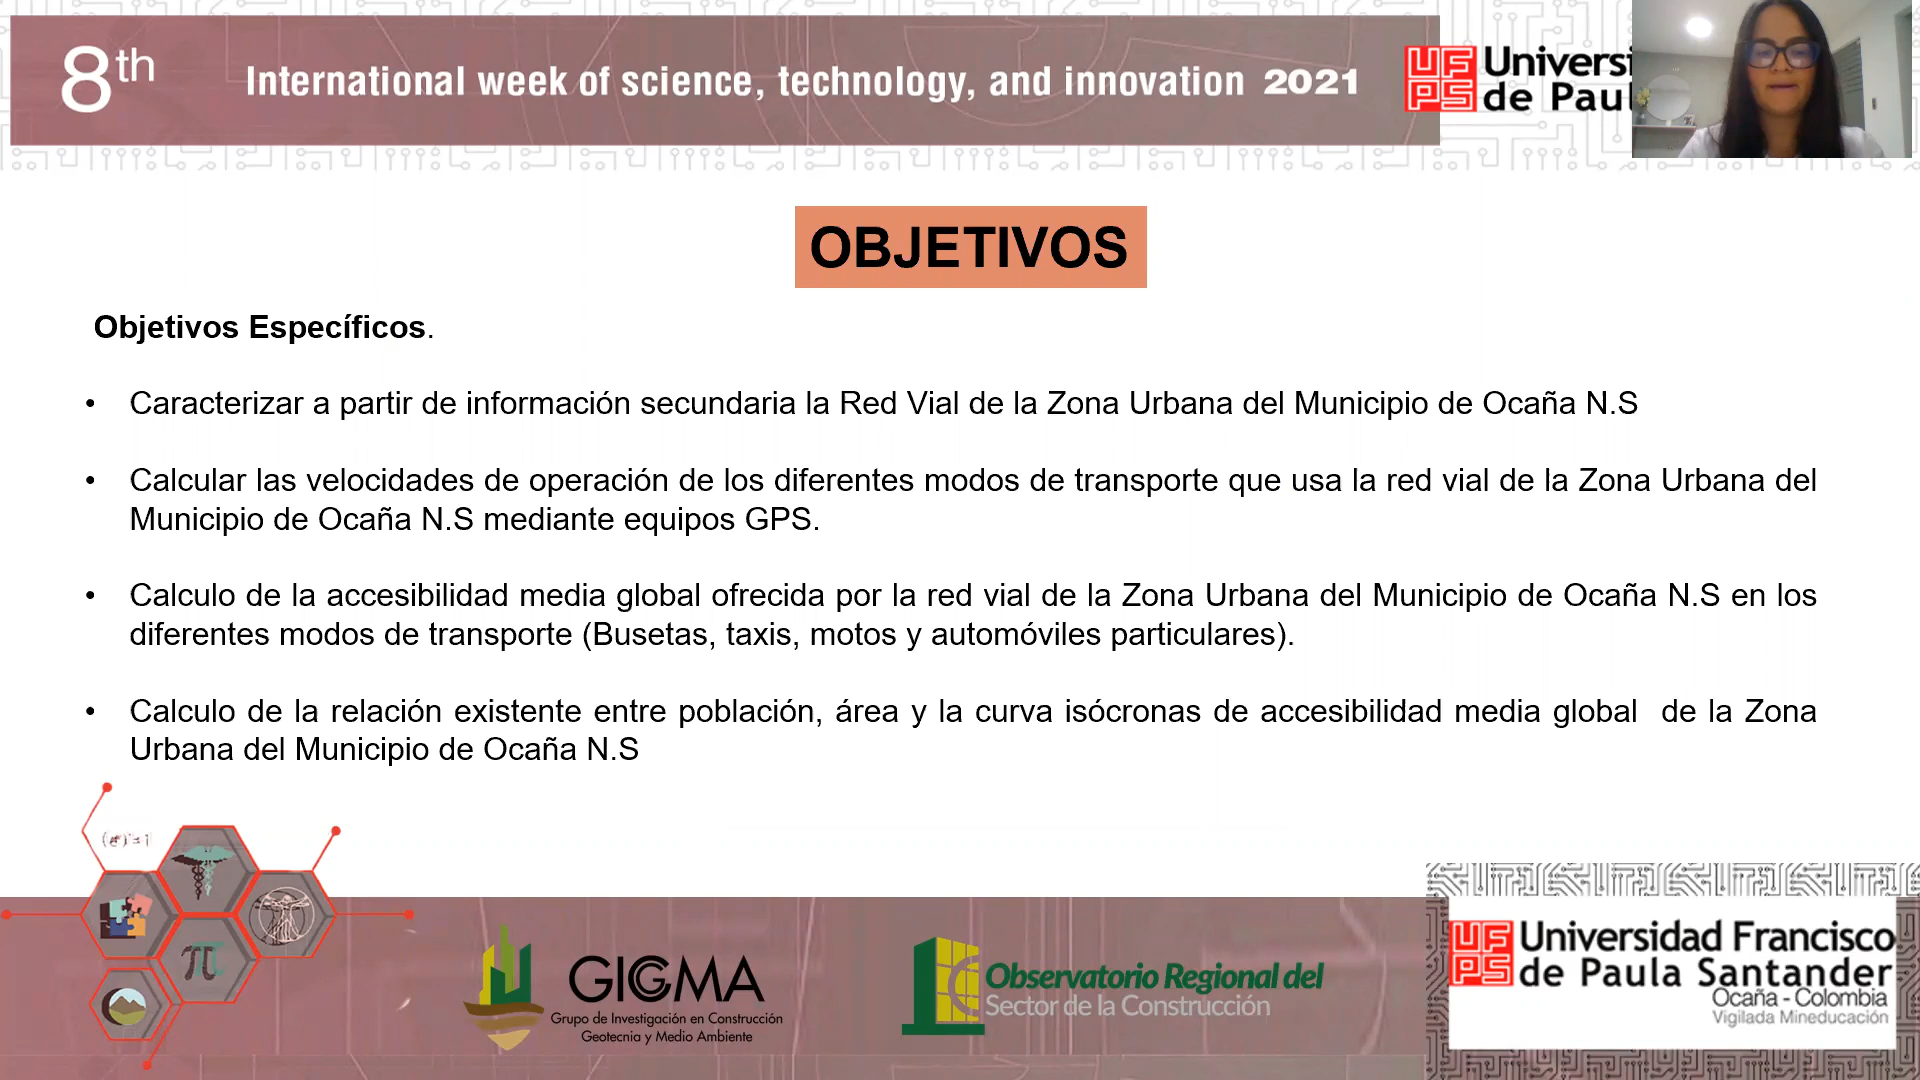 8th
International week of science, technology, and innovation 2021
UFPS
Universi
de Paul
OBJETIVOS
Objetivos Específicos.
• Caracterizar a partir de información secundaria la Red Vial de la Zona Urbana del Municipio de Ocaña N.S
• Calcular las velocidades de operación de los diferentes modos de transporte que usa la red vial de la Zona Urbana del
Municipio de Ocaña N.S mediante equipos GPS.
• Calculo de la accesibilidad media global ofrecida por la red vial de la Zona Urbana del Municipio de Ocaña N.S en los
diferentes modos de transporte (Busetas, taxis, motos y automóviles particulares).
• Calculo de la relación existente entre población, área y la curva isócronas de accesibilidad media global de la Zona
Urbana del Municipio de Ocaña N.S
π
GIGMA
Grupo de Investigación en Construcción
Geotecnia y Medio Ambiente
Observatorio Regional del
Sector de la Construcción
UFPS
Universidad Francisco
de Paula Santander
Ocaña - Colombia
Vigilada Mineducación